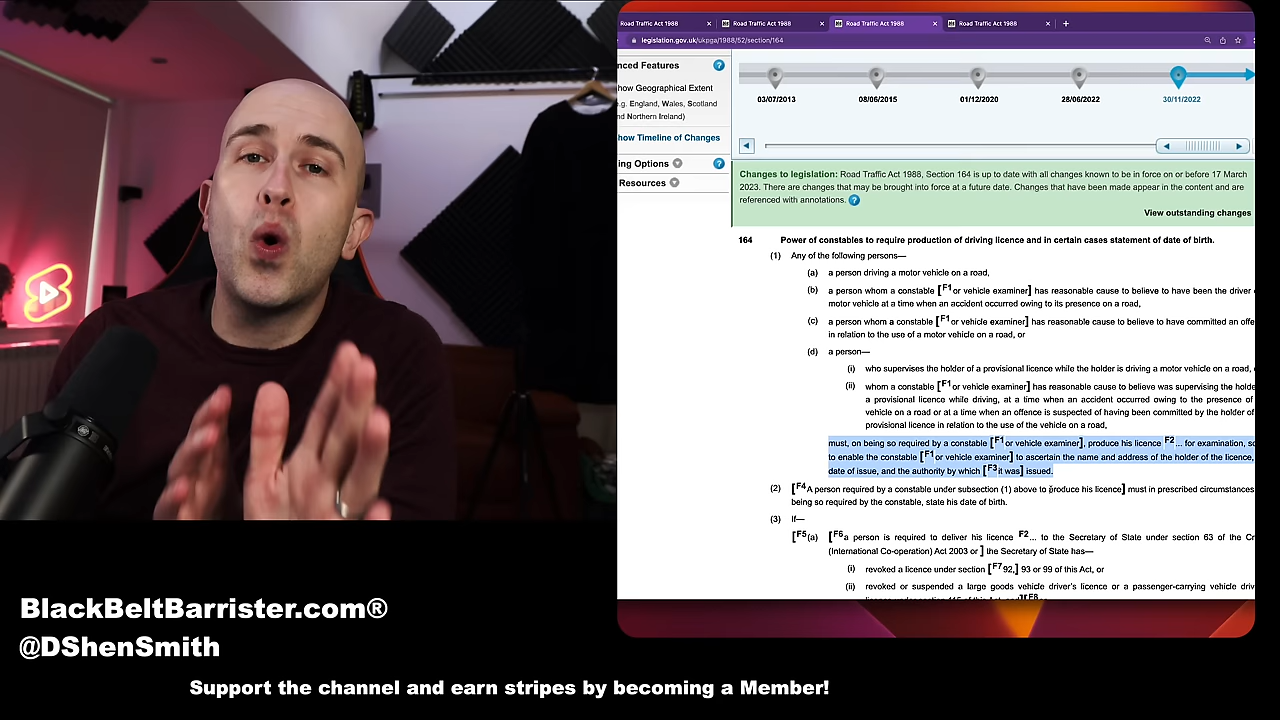 Road Traffic Act 1988 × Road Traffic Act 1988 × Road Traffic Act 1988 × Road Traffic Act 1988 × +
legislation.gov.uk/ukpga/1988/52/section/164
nced Features ?
how Geographical Extent
.g. England, Wales, Scotland
nd Northern Ireland)
how Timeline of Changes
ing Options ?
Resources
03/07/2013 08/06/2015 01/12/2020 28/06/2022 30/11/2022
Changes to legislation: Road Traffic Act 1988, Section 164 is up to date with all changes known to be in force on or before 17 March
2023. There are changes that may be brought into force at a future date. Changes that have been made appear in the content and are
referenced with annotations. ?
View outstanding changes
164 Power of constables to require production of driving licence and in certain cases statement of date of birth.
(1) Any of the following persons—
(a) a person driving a motor vehicle on a road,
(b) a person whom a constable [F1or vehicle examiner] has reasonable cause to believe to have been the driver
motor vehicle at a time when an accident occurred owing to its presence on a road,
(c) a person whom a constable [F1or vehicle examiner] has reasonable cause to believe to have committed an offe
in relation to the use of a motor vehicle on a road, or
(d) a person—
(i) who supervises the holder of a provisional licence while the holder is driving a motor vehicle on a road,
(ii) whom a constable [F1or vehicle examiner] has reasonable cause to believe was supervising the holde
a provisional licence while driving, at a time when an accident occurred owing to the presence of
vehicle on a road or at a time when an offence is suspected of having been committed by the holder of
provisional licence in relation to the use of the vehicle on a road,
must, on being so required by a constable [F1or vehicle examiner], produce his licence F2... for examination, so
to enable the constable [F1or vehicle examiner] to ascertain the name and address of the holder of the licence,
date of issue, and the authority by which [F3it was] issued.
(2) [F4A person required by a constable under subsection (1) above to produce his licence] must in prescribed circumstances
being so required by the constable, state his date of birth.
(3) If—
[F5(a) [F6a person is required to deliver his licence F2... to the Secretary of State under section 63 of the Cr
(International Co-operation) Act 2003 or ] the Secretary of State has—
(i) revoked a licence under section [F792,] 93 or 99 of this Act, or
(ii) revoked or suspended a large goods vehicle driver's licence or a passenger-carrying vehicle driv
BlackBeltBarrister.com®
@DShenSmith
Support the channel and earn stripes by becoming a Member!